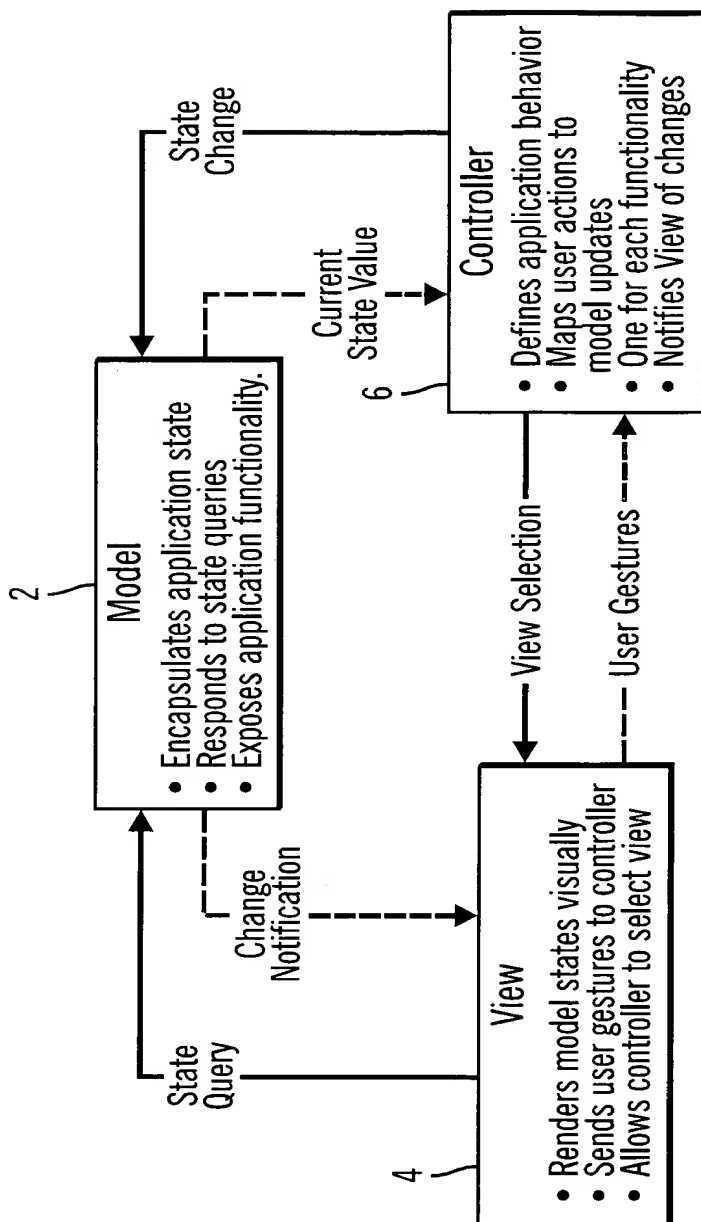 2
Model
• Encapsulates application state
• Responds to state queries
• Exposes application functionality.
State
Query
Change
Notification
State
Change
Current
State Value
4
View
• Renders model states visually
• Sends user gestures to controller
• Allows controller to select view
View Selection
User Gestures
6
Controller
• Defines application behavior
• Maps user actions to
model updates
• One for each functionality
• Notifies View of changes